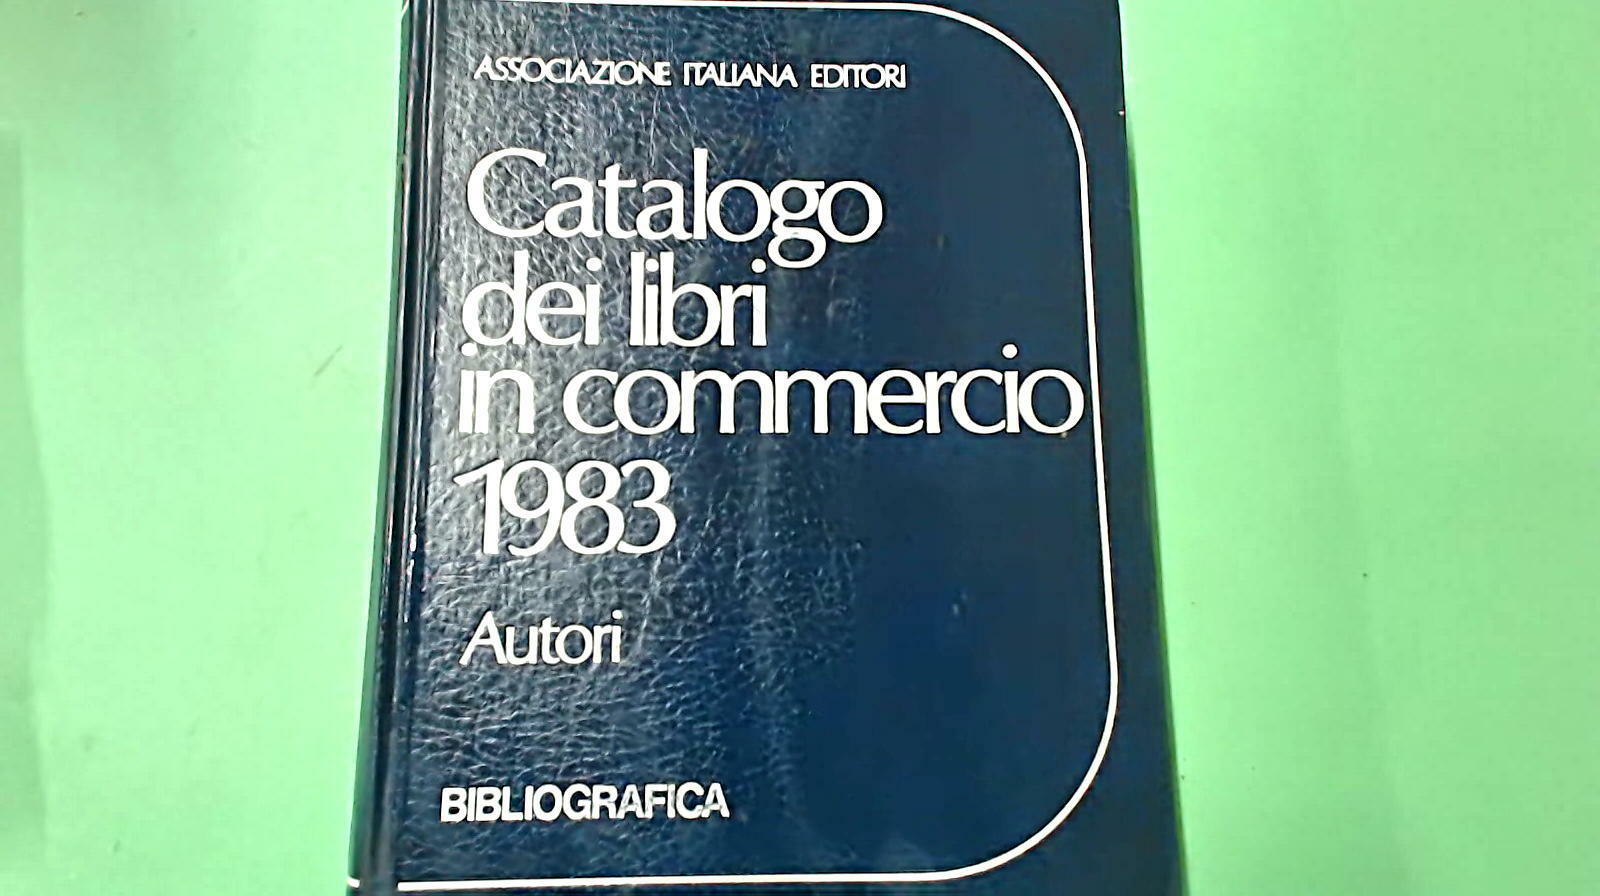 ASSOCIAZIONE ITALIANA EDITORI
Catalogo
dei libri
in commercio
1983
Autori
BIBLIOGRAFICA